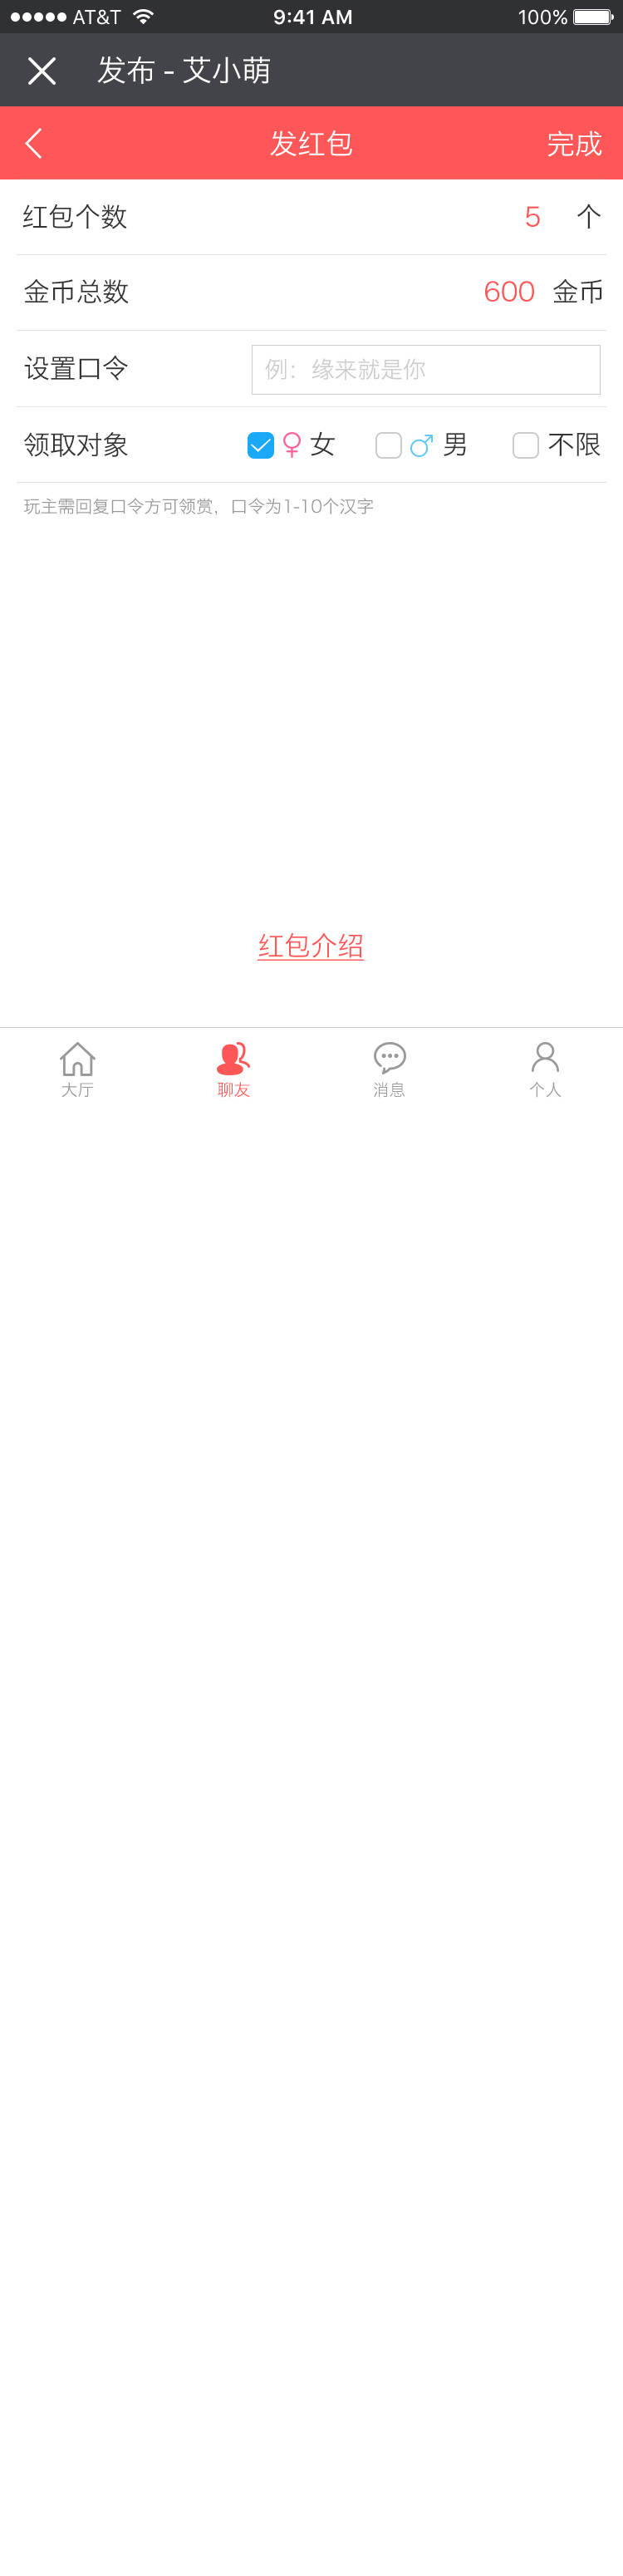 AT&T 9:41 AM 100%
发布 - 艾小萌
发红包 完成
红包个数 5 个
金币总数 600 金币
设置口令 例：缘来就是你
领取对象 女 男 不限
玩主需回复口令方可领赏，口令为1-10个汉字
红包介绍
大厅 聊友 消息 个人